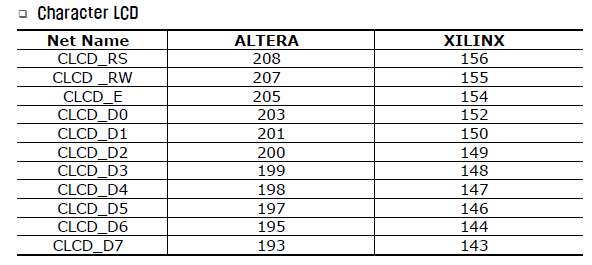 ❑ Character LCD
Net Name ALTERA XILINX
CLCD_RS 208 156
CLCD _RW 207 155
CLCD_E 205 154
CLCD_D0 203 152
CLCD_D1 201 150
CLCD_D2 200 149
CLCD_D3 199 148
CLCD_D4 198 147
CLCD_D5 197 146
CLCD_D6 195 144
CLCD_D7 193 143